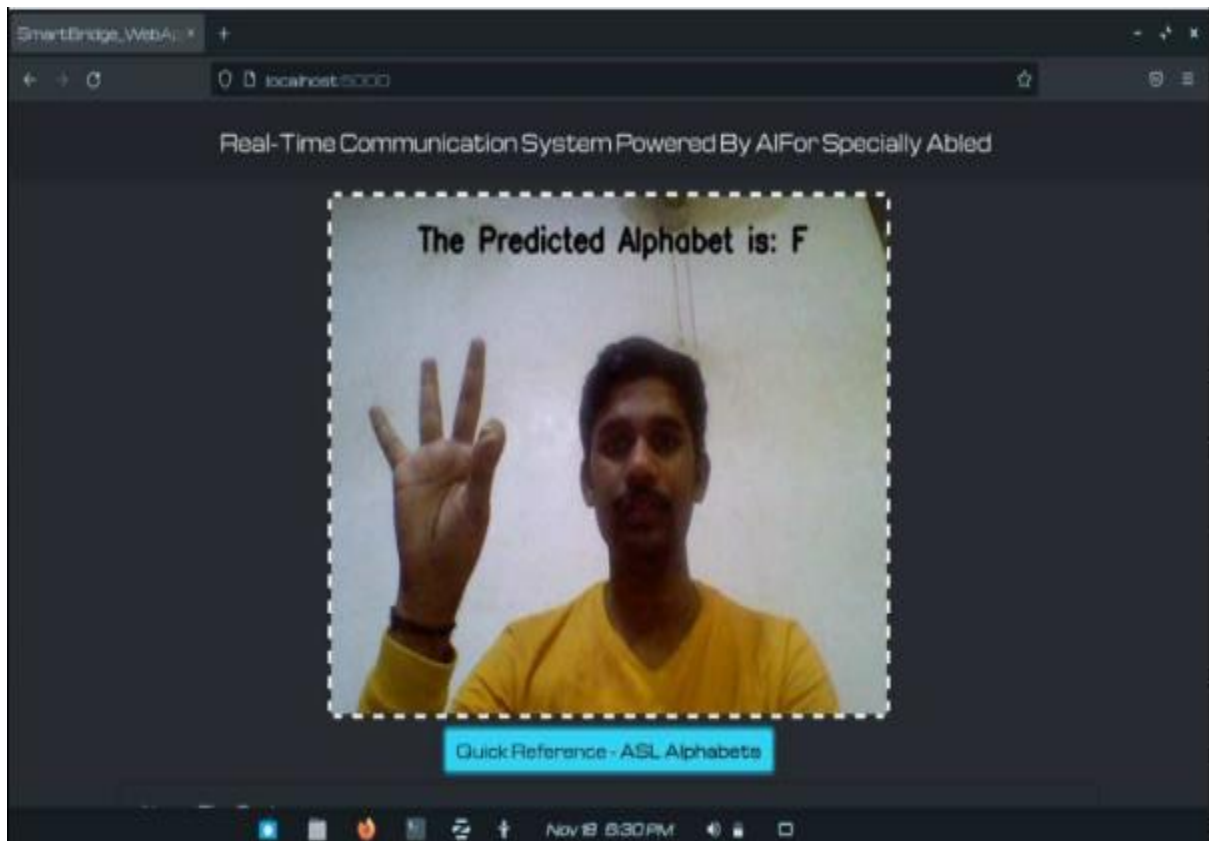 SmartBridge_WebAp
localhost:5000
Real-Time Communication System Powered By AIFor Specially Abled
The Predicted Alphabet is: F
Quick Reference - ASL Alphabets
Nov 18 6:30 PM